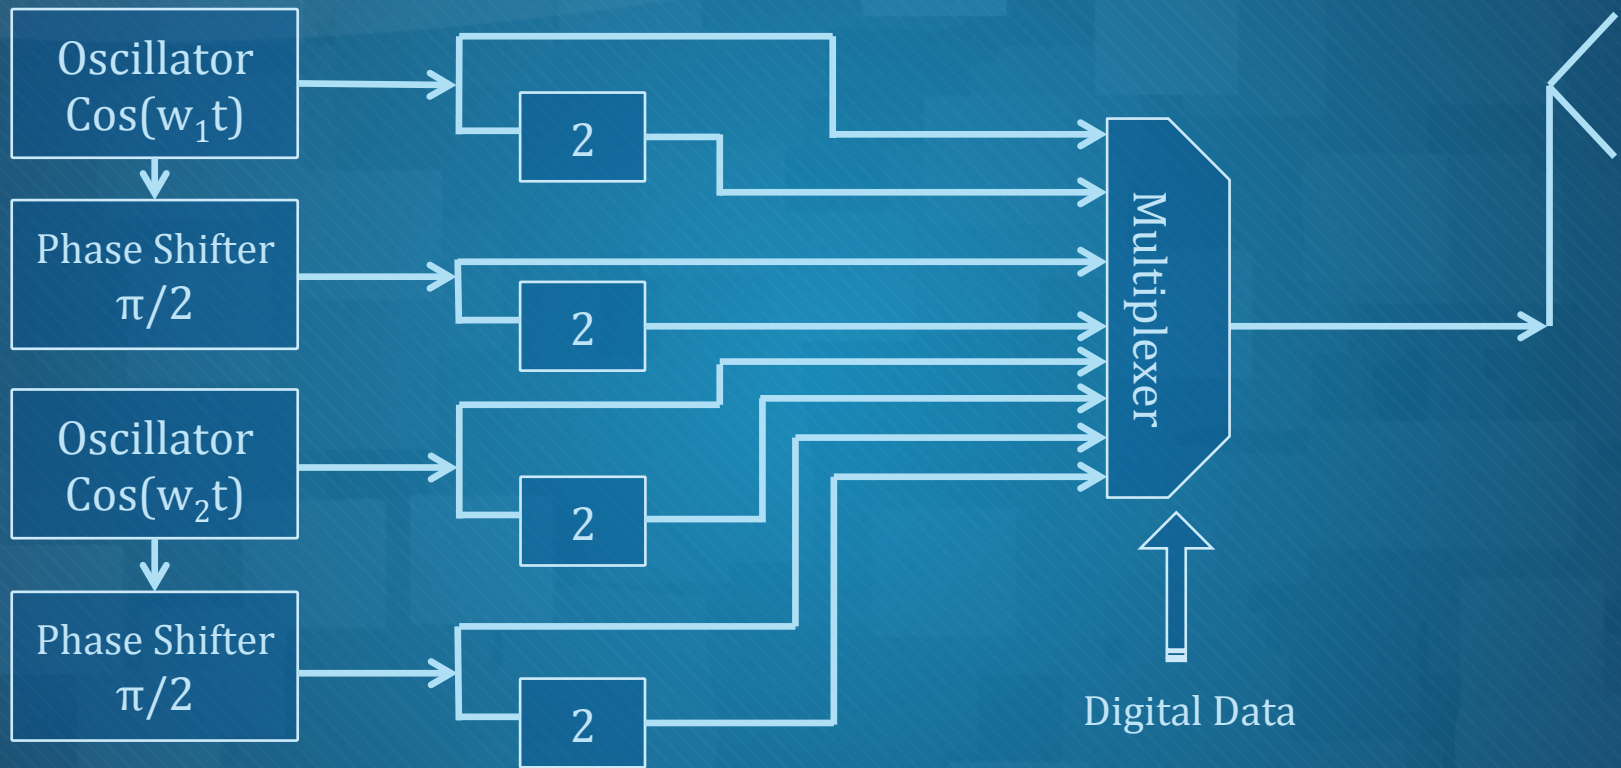 Oscillator
Cos(w₁t)
2
Phase Shifter
π/2
2
Multiplexer
Oscillator
Cos(w₂t)
2
Phase Shifter
π/2
2
Digital Data